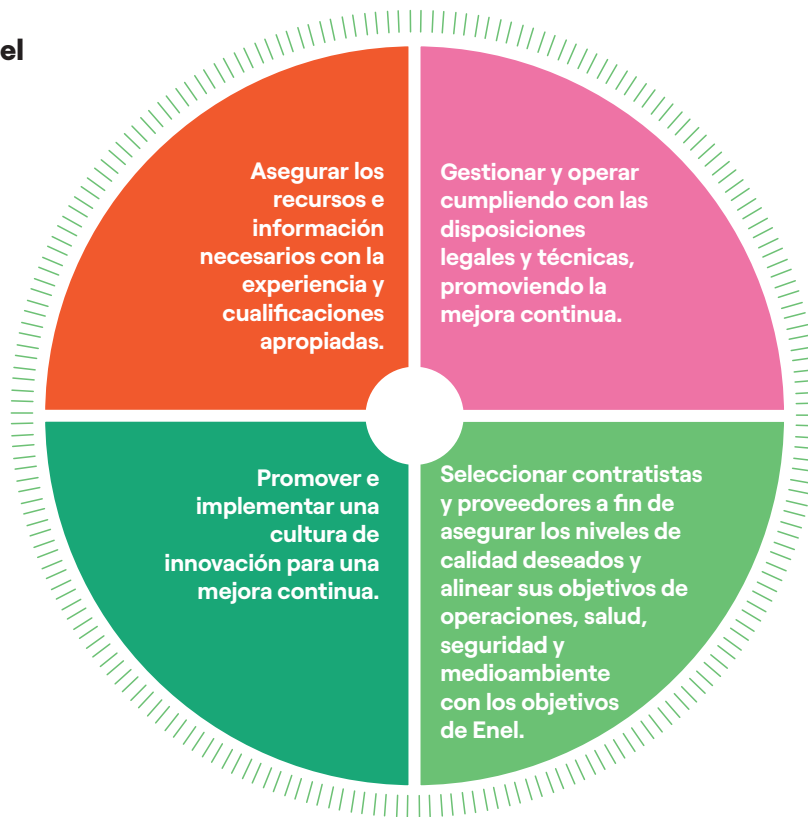 el
Asegurar los
recursos e
información
necesarios con la
experiencia y
cualificaciones
apropiadas.
Gestionar y operar
cumpliendo con las
disposiciones
legales y técnicas,
promoviendo la
mejora continua.
Promover e
implementar una
cultura de
innovación para una
mejora continua.
Seleccionar contratistas
y proveedores a fin de
asegurar los niveles de
calidad deseados y
alinear sus objetivos de
operaciones, salud,
seguridad y
medioambiente
con los objetivos
de Enel.